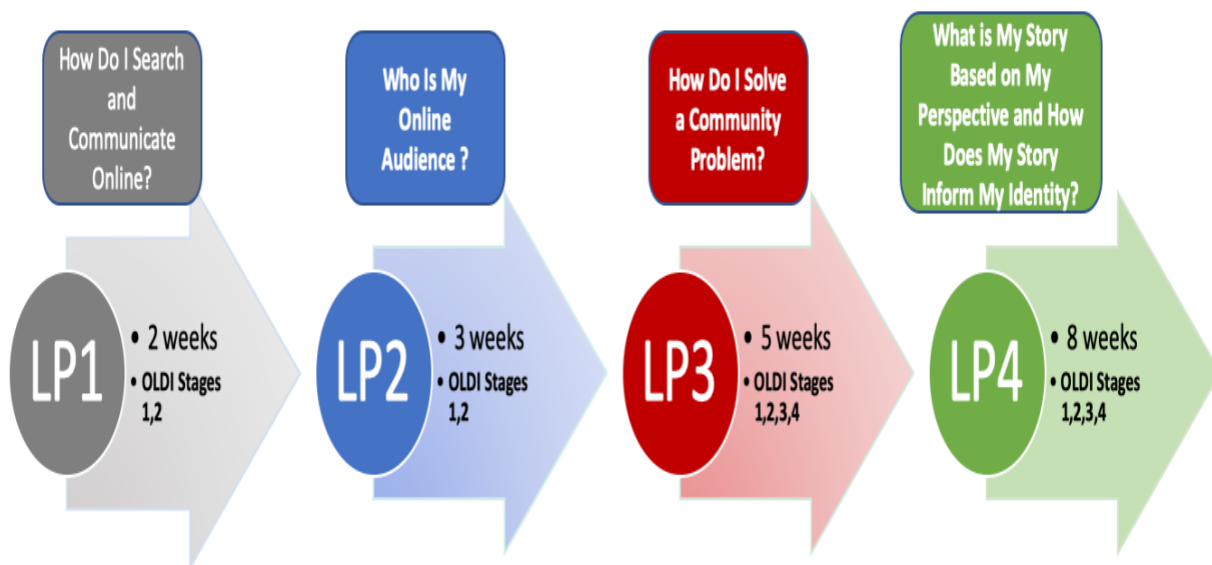 How Do I Search
and
Communicate
Online?
LP1
• 2 weeks
• OLDI Stages
1,2
Who Is My
Online
Audience ?
LP2
• 3 weeks
• OLDI Stages
1,2
How Do I Solve
a Community
Problem?
LP3
• 5 weeks
• OLDI Stages
1,2,3,4
What is My Story
Based on My
Perspective and How
Does My Story
Inform My Identity?
LP4
• 8 weeks
• OLDI Stages
1,2,3,4